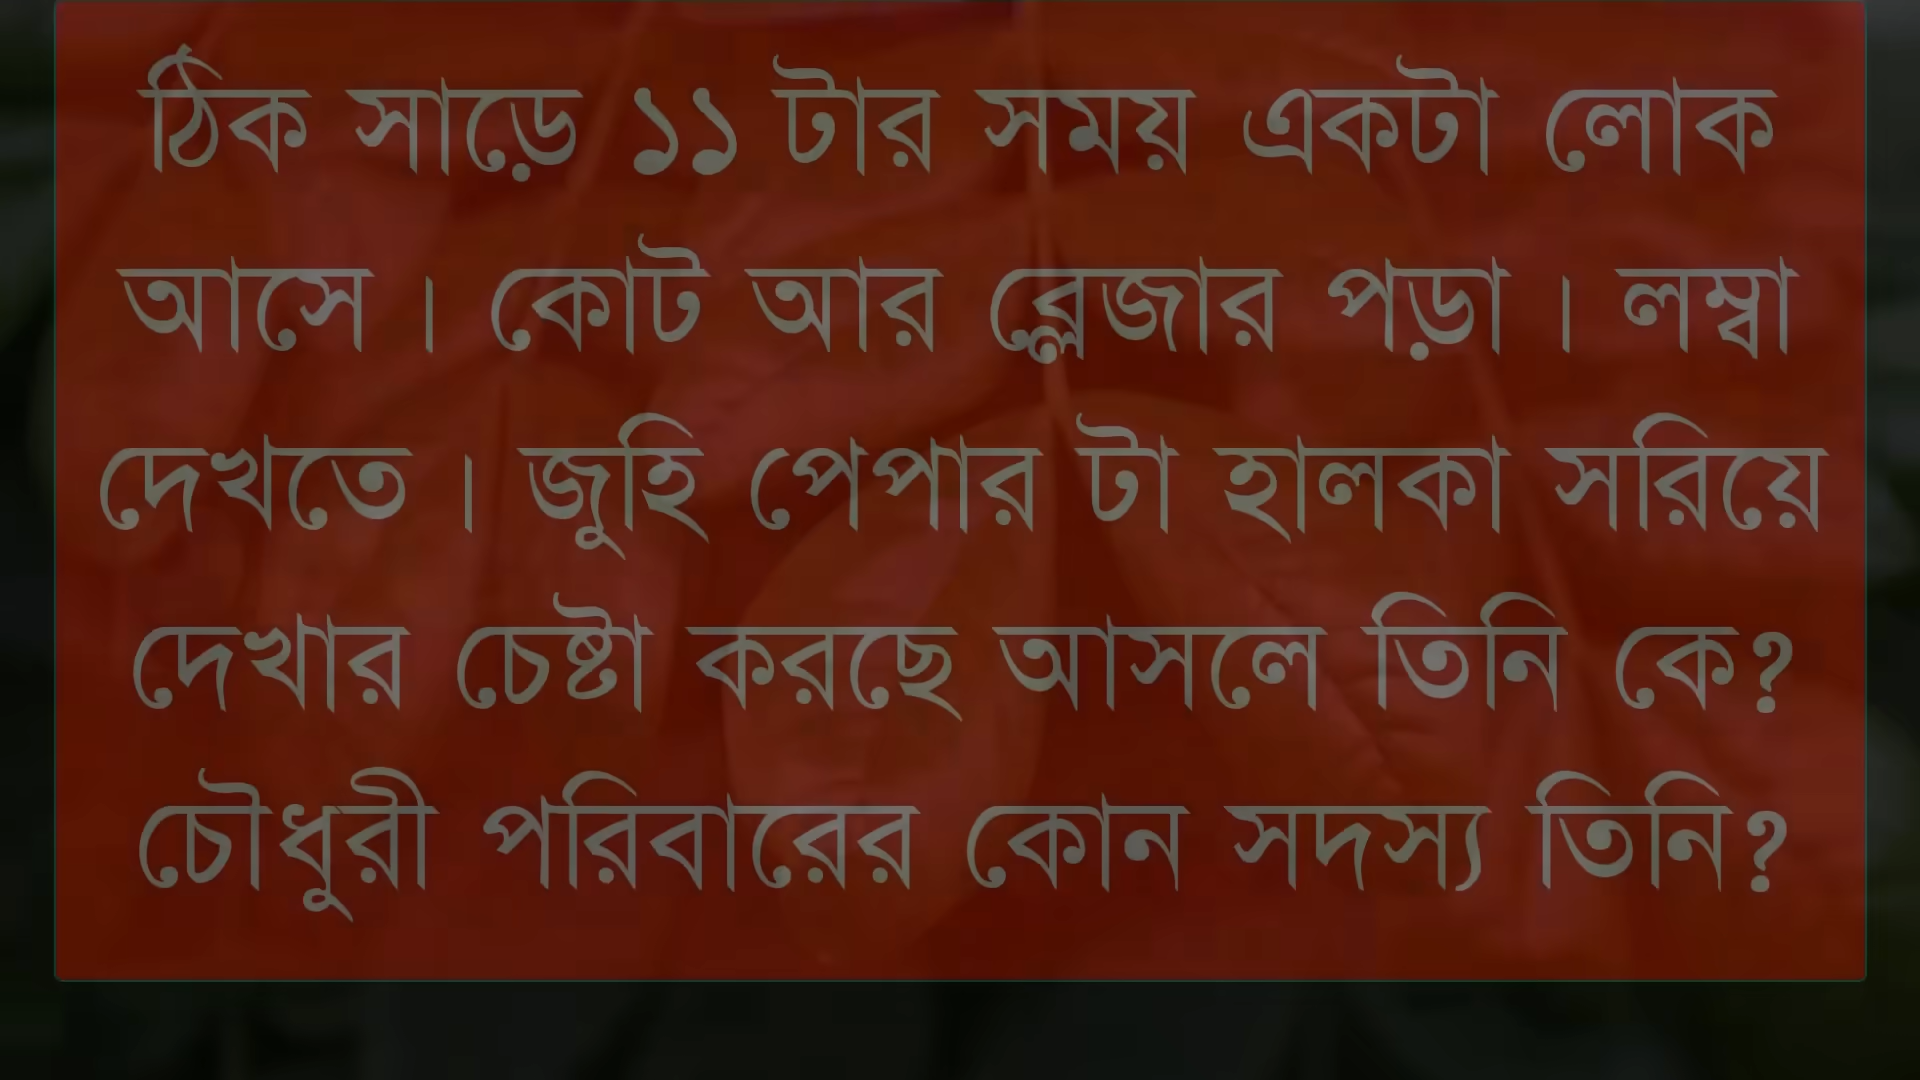 ঠিক সাড়ে ১১ টার সময় একটা লোক
আসে । কোট আর ব্লেজার পড়া । লম্বা
দেখতে । জুহি পেপার টা হালকা সরিয়ে
দেখার চেষ্টা করছে আসলে তিনি কে?
চৌধুরী পরিবারের কোন সদস্য তিনি?